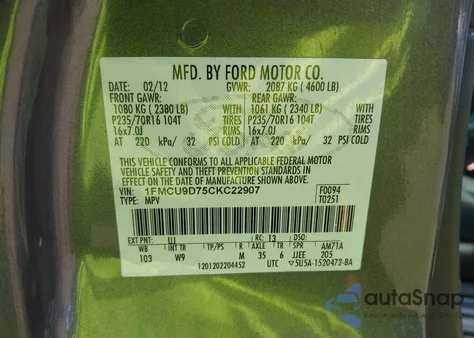 MFD. BY FORD MOTOR CO.
DATE: 02/12 GVWR: 2087 KG ( 4600 LB)
FRONT GAWR: REAR GAWR:
1080 KG ( 2380 LB) 1061 KG ( 2340 LB)
P235/70R16 104T TIRES P235/70R16 104T TIRES
16x7.0J RIMS 16x7.0J RIMS
AT 220 kPa/ 32 PSI COLD AT 220 kPa/ 32 PSI COLD
THIS VEHICLE CONFORMS TO ALL APPLICABLE FEDERAL MOTOR
VEHICLE SAFETY AND THEFT PREVENTION STANDARDS IN EFFECT
ON THE DATE OF MANUFACTURE SHOWN ABOVE.
VIN: 1FMCU9D75CKC22907 F0094
TYPE: MPV T0251
EXT PNT: UJ RC: 13
WB INT TR TP/PS R AXLE TR SPR AM71A
103 W9 M 35 6 JJEE 205
1201202204452 UTC 5U5A-1520472-BA
autoSnap